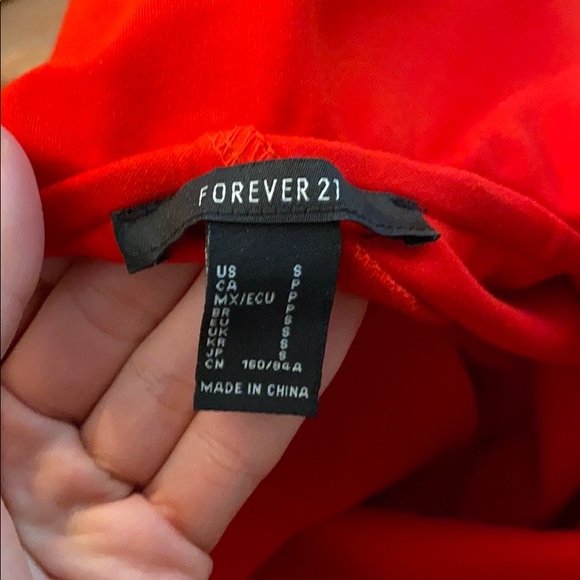 FOREVER 21
US S
CA P
MX/ECU P
BR P
EU S
UK S
KR S
JP S
CN 160/84A
MADE IN CHINA